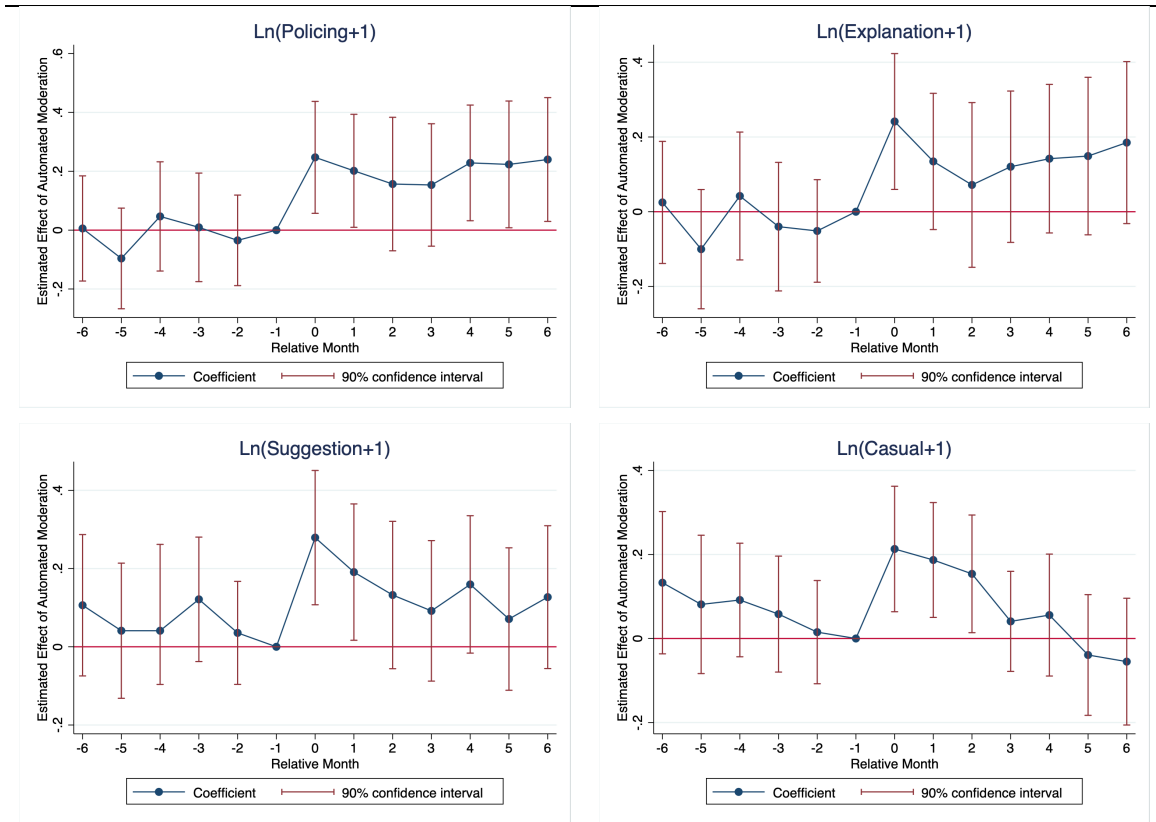 Ln(Policing+1)
Estimated Effect of Automated Moderation
.6
.4
.2
0
-.2
-6 -5 -4 -3 -2 -1 0 1 2 3 4 5 6
Relative Month
Coefficient 90% confidence interval
Ln(Explanation+1)
Estimated Effect of Automated Moderation
.4
.2
0
-.2
-6 -5 -4 -3 -2 -1 0 1 2 3 4 5 6
Relative Month
Coefficient 90% confidence interval
Ln(Suggestion+1)
Estimated Effect of Automated Moderation
.4
.2
0
-.2
-6 -5 -4 -3 -2 -1 0 1 2 3 4 5 6
Relative Month
Coefficient 90% confidence interval
Ln(Casual+1)
Estimated Effect of Automated Moderation
.4
.2
0
-.2
-6 -5 -4 -3 -2 -1 0 1 2 3 4 5 6
Relative Month
Coefficient 90% confidence interval